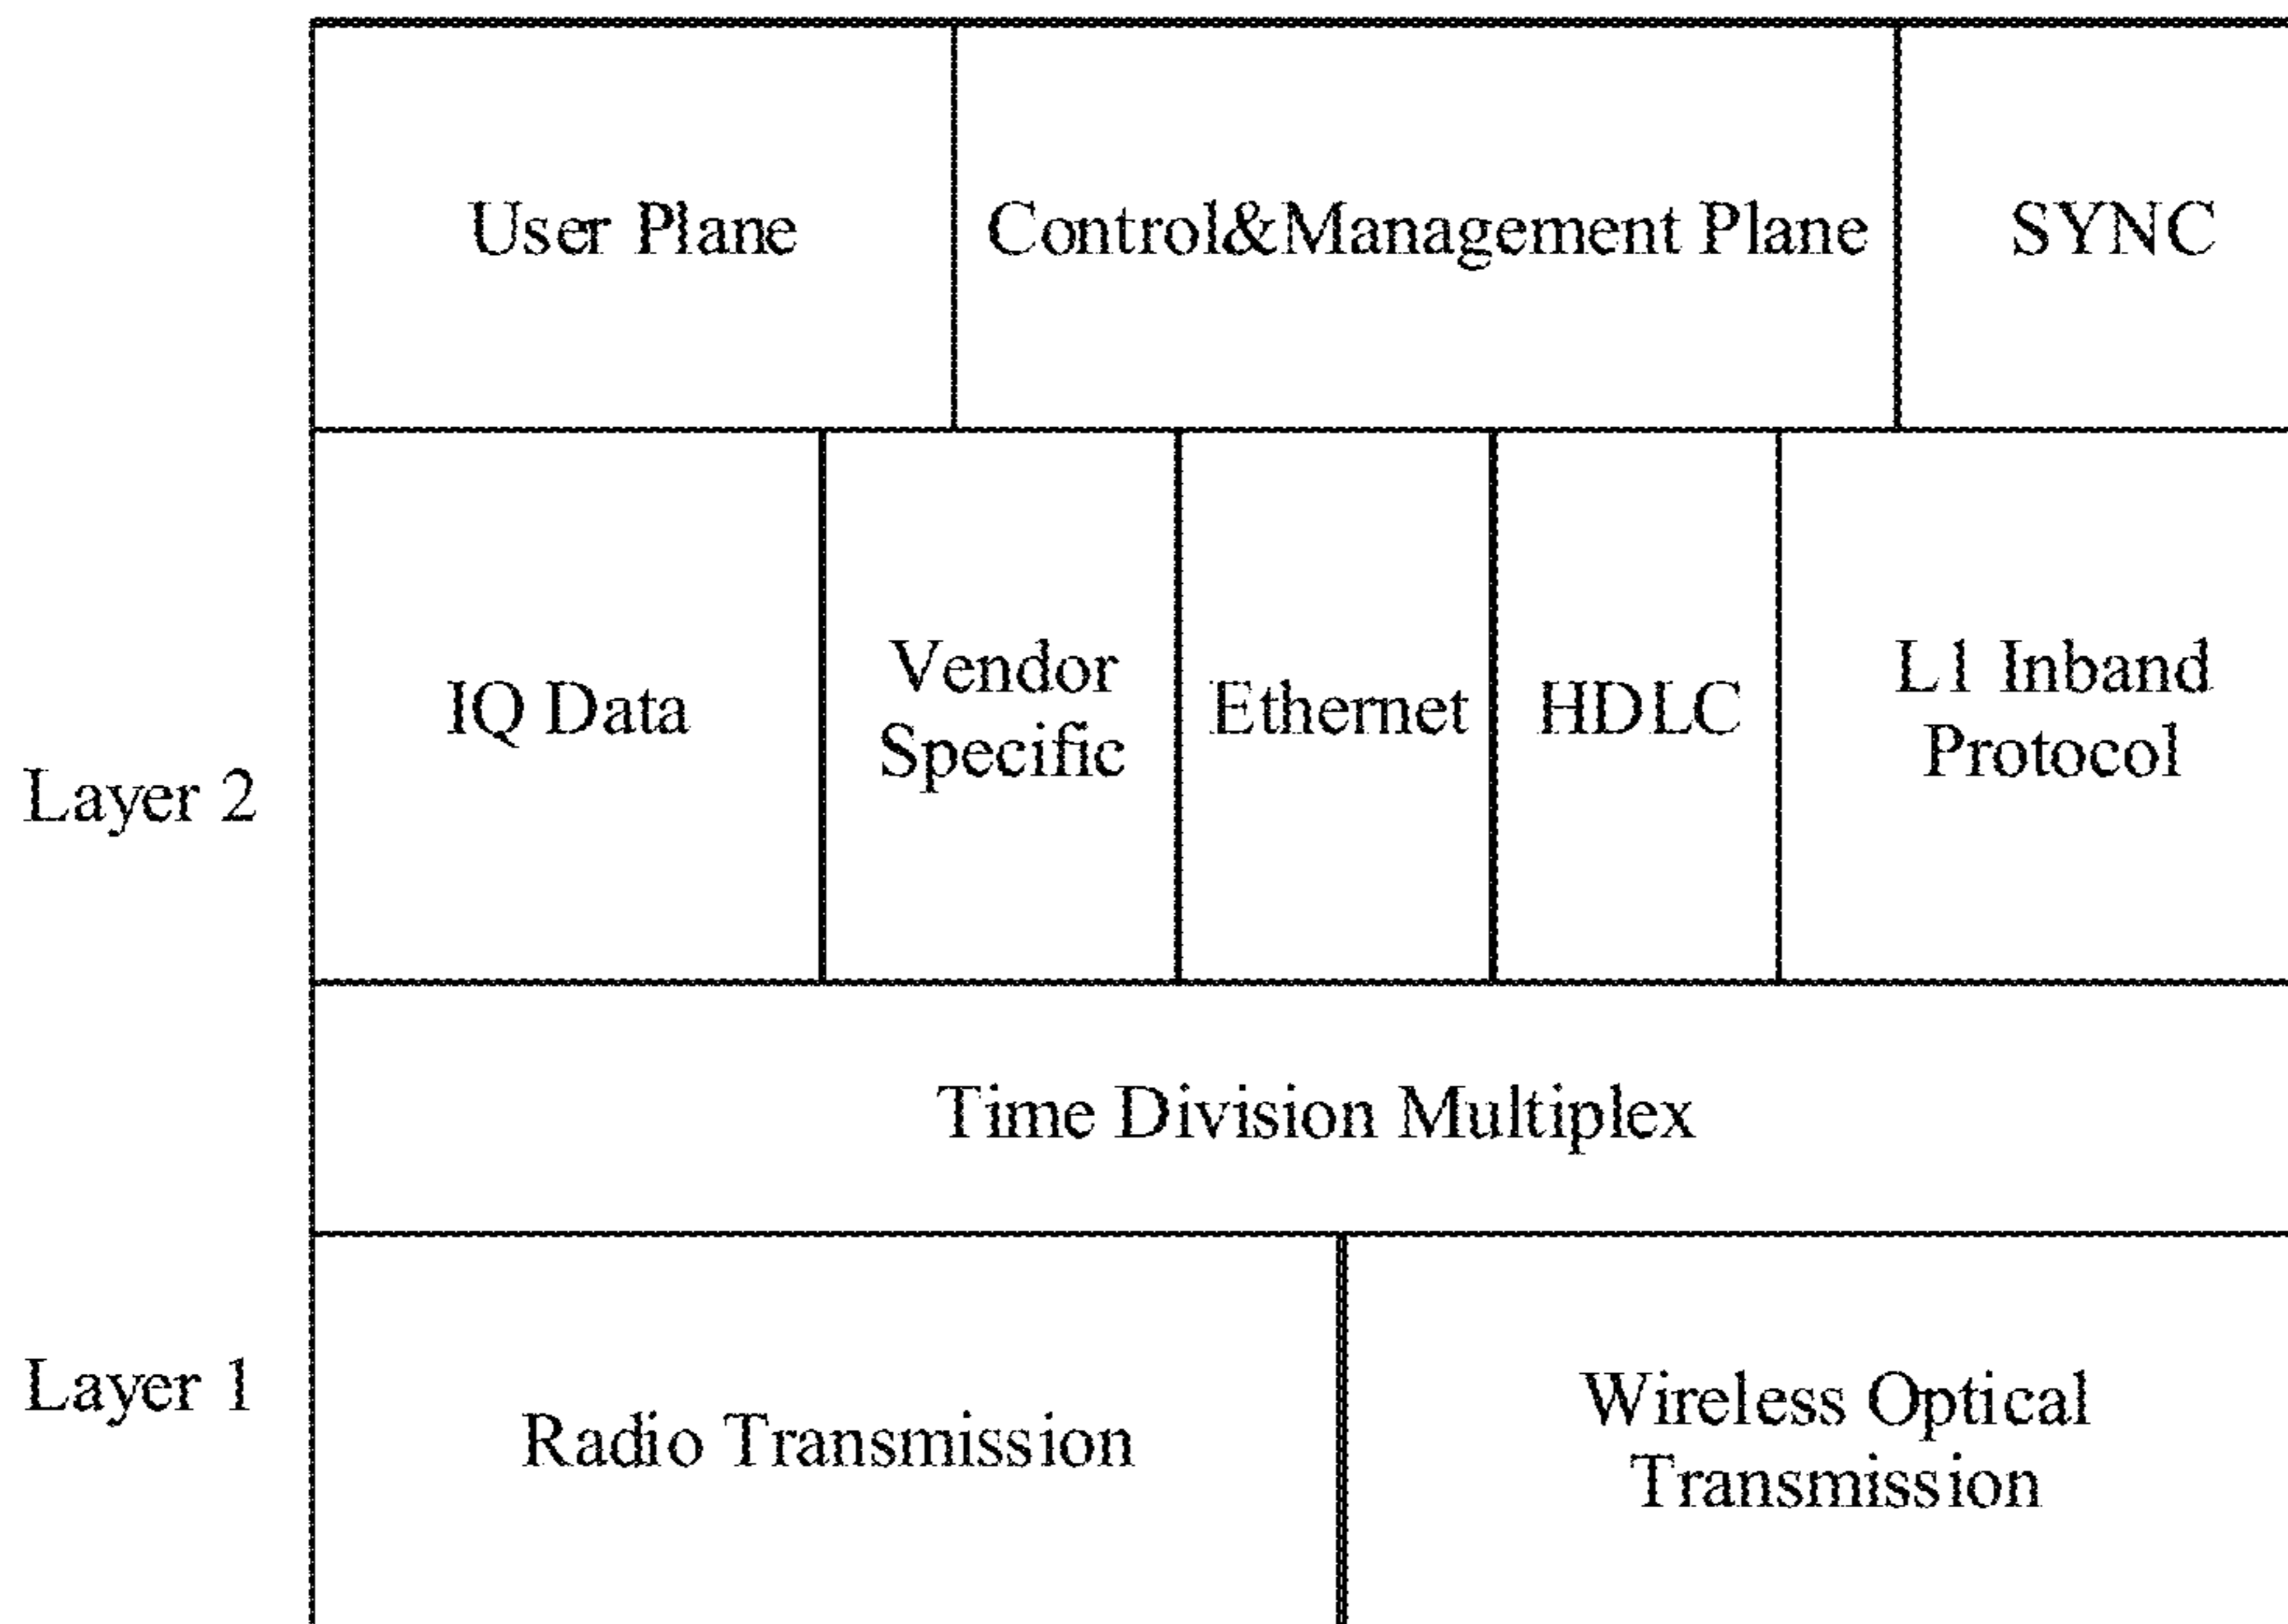 User Plane
Control&Management Plane
SYNC
Layer 2
IQ Data
Vendor
Specific
Ethernet
HDLC
L1 Inband
Protocol
Time Division Multiplex
Layer 1
Radio Transmission
Wireless Optical
Transmission